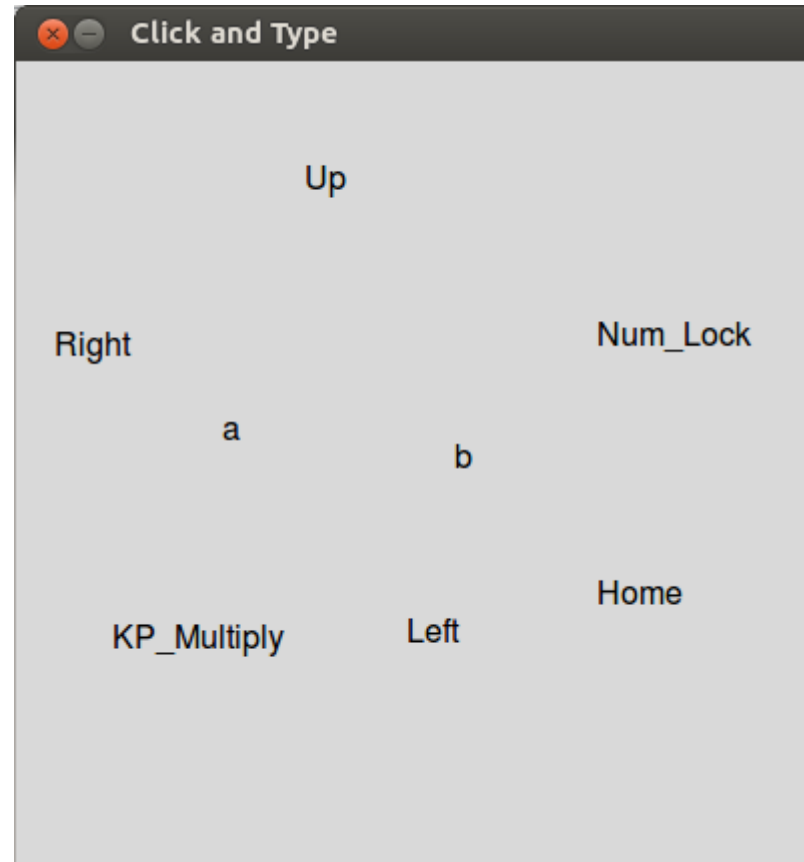 Click and Type
Up
Num_Lock
Right
a
b
Home
Left
KP_Multiply